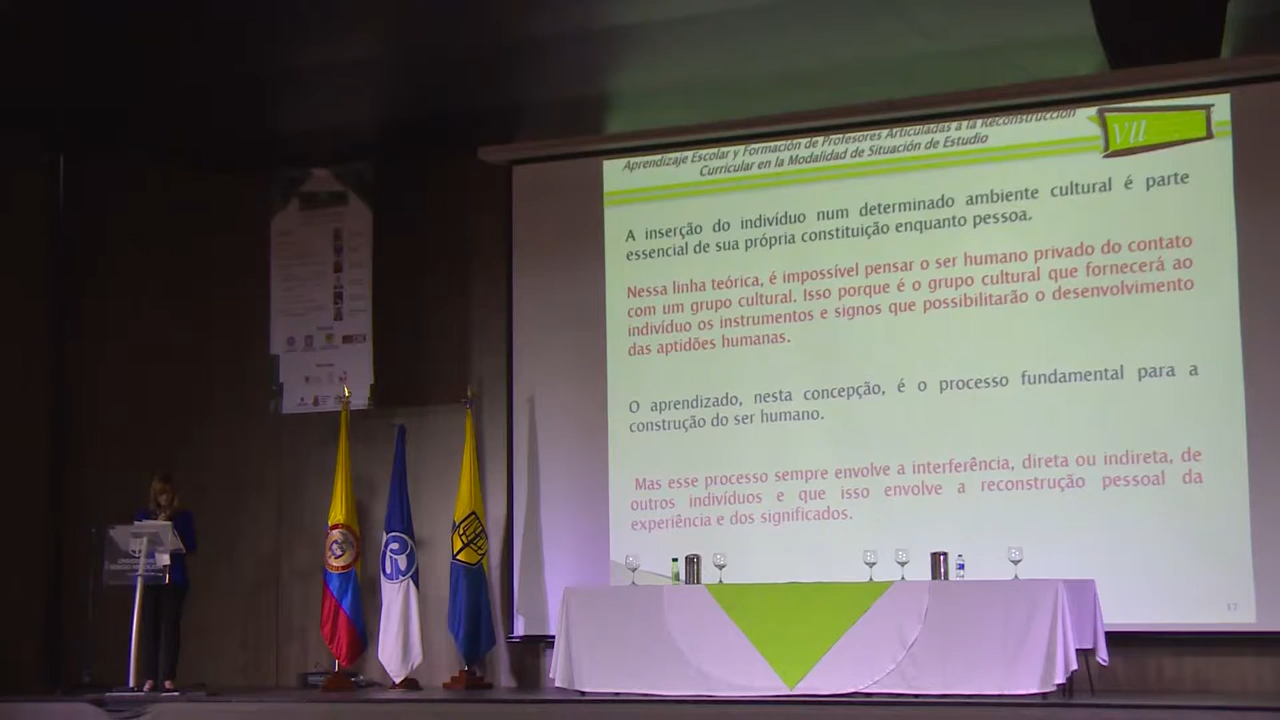 Aprendizaje Escolar y Formación de Profesores Articuladas a la Reconstrucción
Curricular en la Modalidad de Situación de Estudio
VII
A inserção do indivíduo num determinado ambiente cultural é parte
essencial de sua própria constituição enquanto pessoa.
Nessa linha teórica, é impossível pensar o ser humano privado do contato
com um grupo cultural. Isso porque é o grupo cultural que fornecerá ao
indivíduo os instrumentos e signos que possibilitarão o desenvolvimento
das aptidões humanas.
O aprendizado, nesta concepção, é o processo fundamental para a
construção do ser humano.
Mas esse processo sempre envolve a interferência, direta ou indireta, de
outros indivíduos e que isso envolve a reconstrução pessoal da
experiência e dos significados.
17